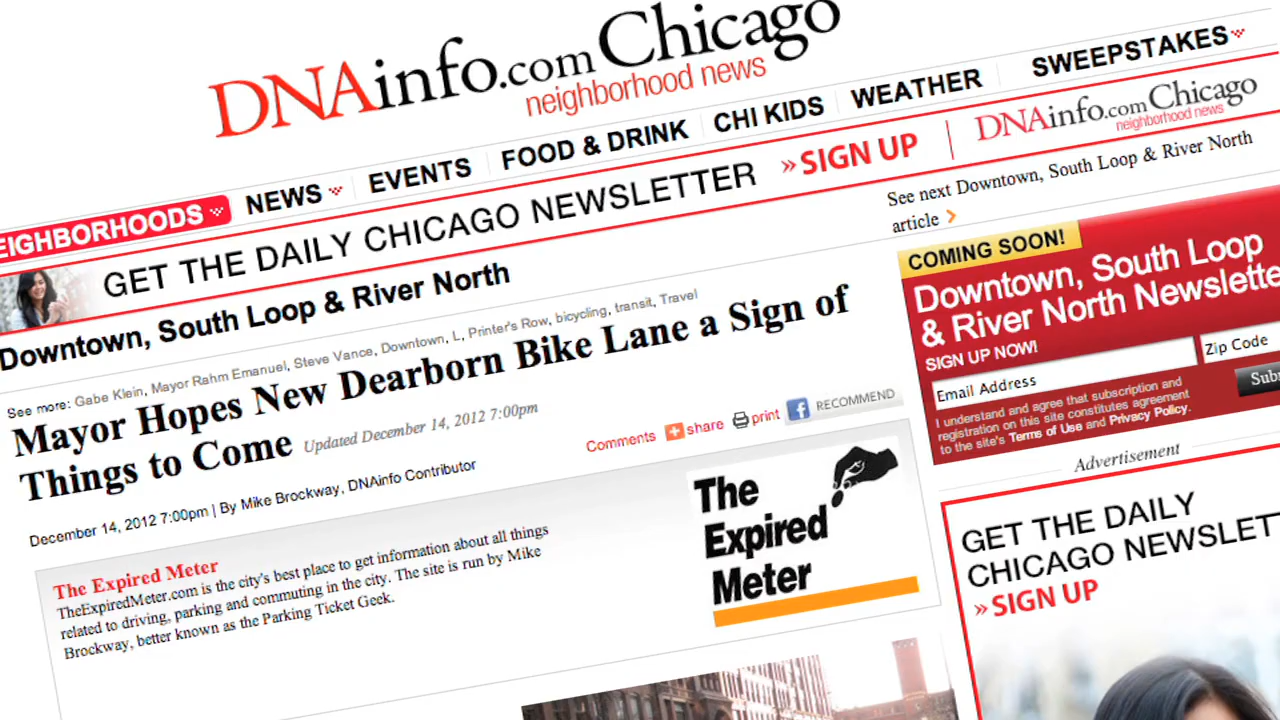 DNAinfo.com Chicago
neighborhood news
NEWS
EVENTS
FOOD & DRINK
CHI KIDS
WEATHER
SWEEPSTAKES
EIGHBORHOODS
GET THE DAILY CHICAGO NEWSLETTER
» SIGN UP
DNAinfo.com Chicago
neighborhood news
Downtown, South Loop & River North
See next Downtown, South Loop & River North
article
See more: Gabe Klein, Mayor Rahm Emanuel, Steve Vance, Downtown, L, Printer's Row, bicycling, transit, Travel
Mayor Hopes New Dearborn Bike Lane a Sign of
Things to Come Updated December 14, 2012 7:00pm
December 14, 2012 7:00pm | By Mike Brockway, DNAinfo Contributor
Comments
share
print
RECOMMEND
The Expired Meter
TheExpiredMeter.com is the city's best place to get information about all things
related to driving, parking and commuting in the city. The site is run by Mike
Brockway, better known as the Parking Ticket Geek.
The
Expired
Meter
COMING SOON!
Downtown, South Loop
& River North Newslette
SIGN UP NOW!
Email Address
Zip Code
Sub
I understand and agree that subscription and
registration on this site constitutes agreement
to the site's Terms of Use and Privacy Policy.
Advertisement
GET THE DAILY
CHICAGO NEWSLET
» SIGN UP